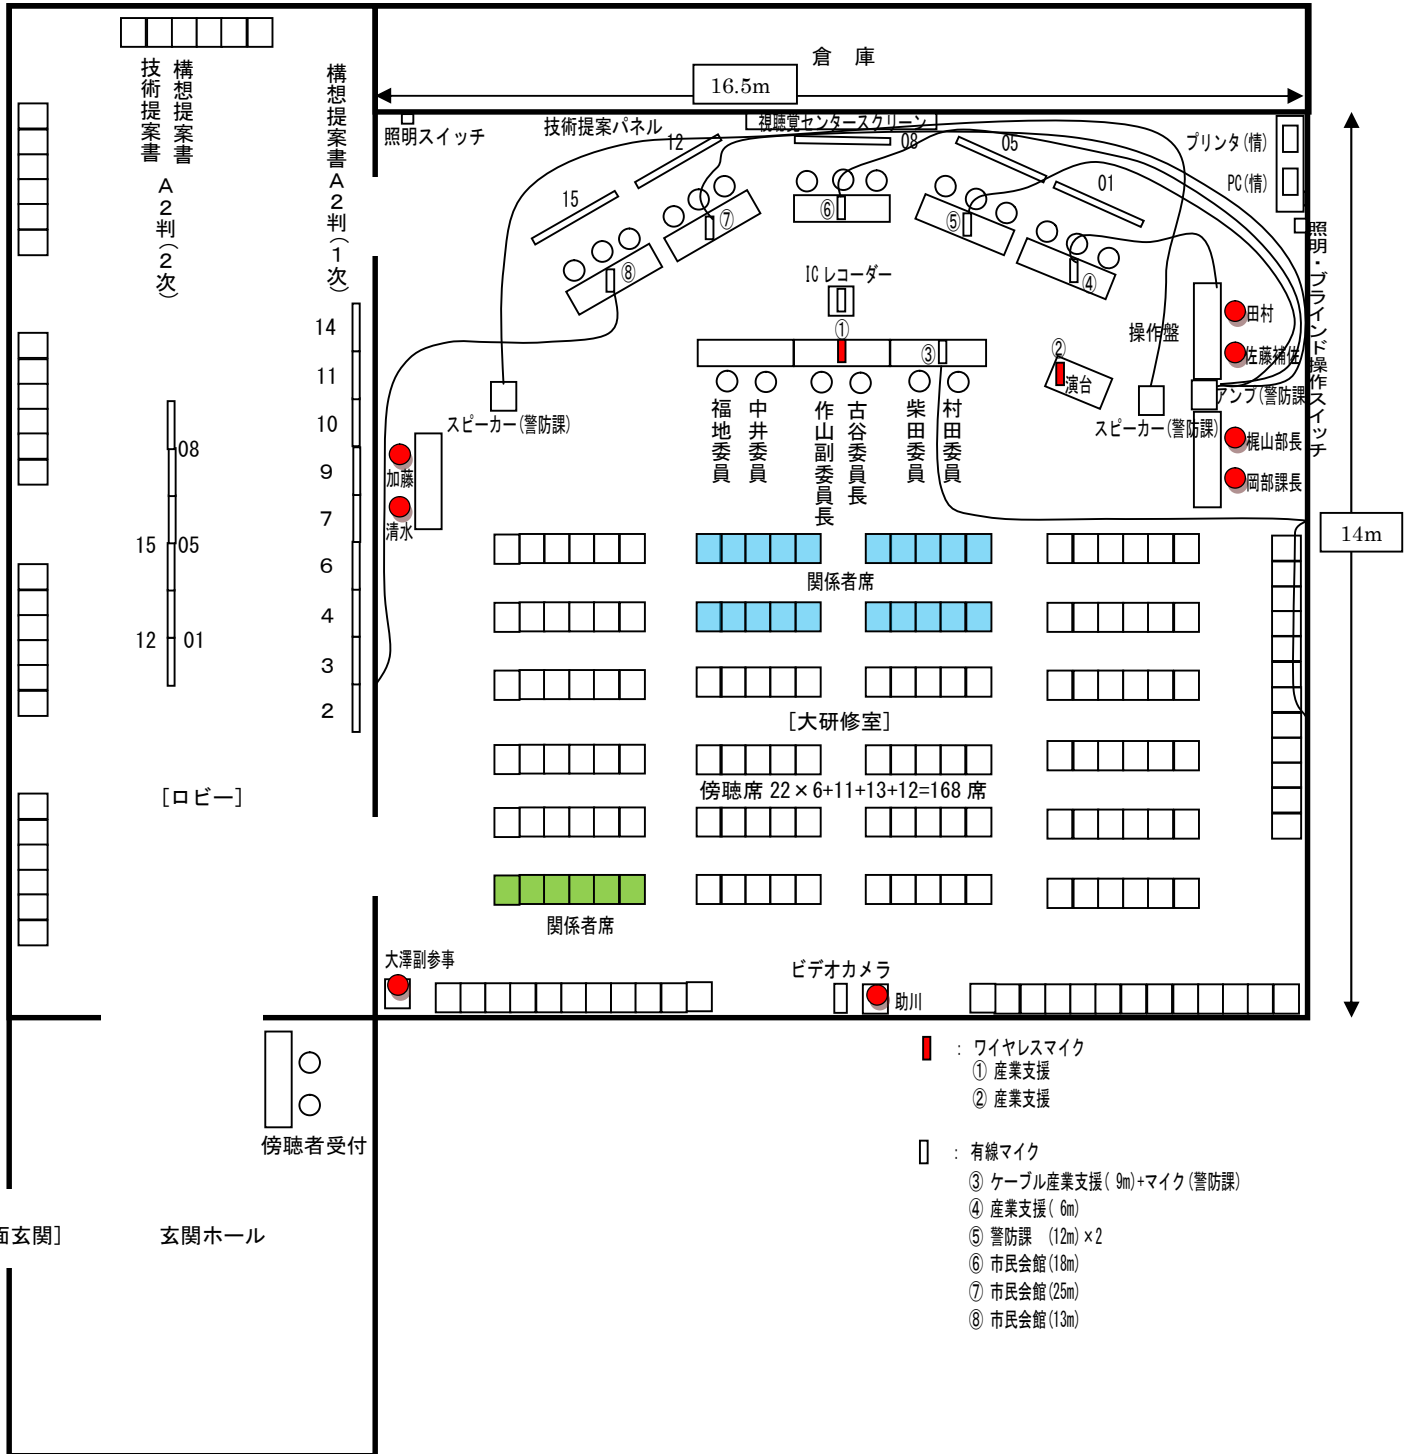 倉　庫
16.5m
技術提案書
構想提案書
A2判(2次)
構想提案書A2判(1次)
照明スイッチ
技術提案パネル
視聴覚センタースクリーン
プリンタ(情)
PC(情)
照明・ブラインド操作スイッチ
15
12
08
05
01
⑧
⑦
⑥
⑤
④
ICレコーダー
①
③
②
演台
操作盤
田村
佐藤補佐
アンプ(警防課
梶山部長
岡部課長
スピーカー(警防課)
スピーカー(警防課)
福地委員
中井委員
作山副委員長
古谷委員長
柴田委員
村田委員
加藤
清水
14
11
10
9
7
6
4
3
2
08
15 05
12 01
14m
関係者席
[大研修室]
傍聴席 22×6+11+13+12=168 席
[ロビー]
関係者席
大澤副参事
ビデオカメラ
助川
傍聴者受付
面玄関]
玄関ホール
: ワイヤレスマイク
① 産業支援
② 産業支援
: 有線マイク
③ ケーブル産業支援( 9m)+マイク(警防課)
④ 産業支援( 6m)
⑤ 警防課 (12m)×2
⑥ 市民会館(18m)
⑦ 市民会館(25m)
⑧ 市民会館(13m)